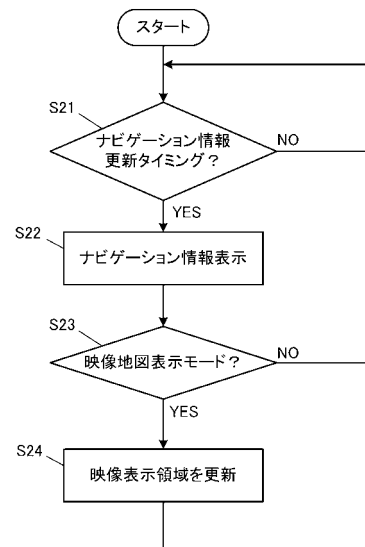 スタート
S21
ナビゲーション情報
更新タイミング?
NO
YES
S22
ナビゲーション情報表示
S23
映像地図表示モード?
NO
YES
S24
映像表示領域を更新